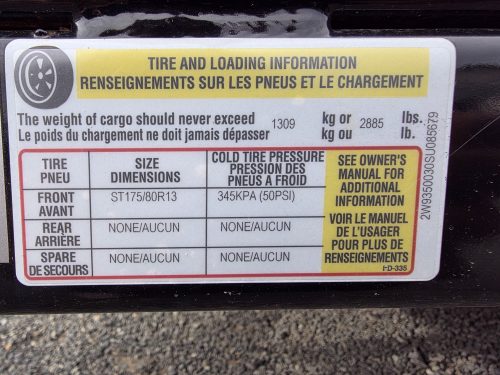 TIRE AND LOADING INFORMATION
RENSEIGNEMENTS SUR LES PNEUS ET LE CHARGEMENT
The weight of cargo should never exceed 1309 kg or 2885 lbs.
Le poids du chargement ne doit jamais dépasser kg ou lb.
TIRE PNEU
SIZE DIMENSIONS
COLD TIRE PRESSURE PRESSION DES PNEUS A FROID
FRONT AVANT
ST175/80R13
345KPA (50PSI)
REAR ARRIÈRE
NONE/AUCUN
NONE/AUCUN
SPARE DE SECOURS
NONE/AUCUN
NONE/AUCUN
SEE OWNER'S
MANUAL FOR
ADDITIONAL
INFORMATION
VOIR LE MANUEL
DE L'USAGER
POUR PLUS DE
RENSEIGNEMENTS
I-D-335
2W9350030SU085679